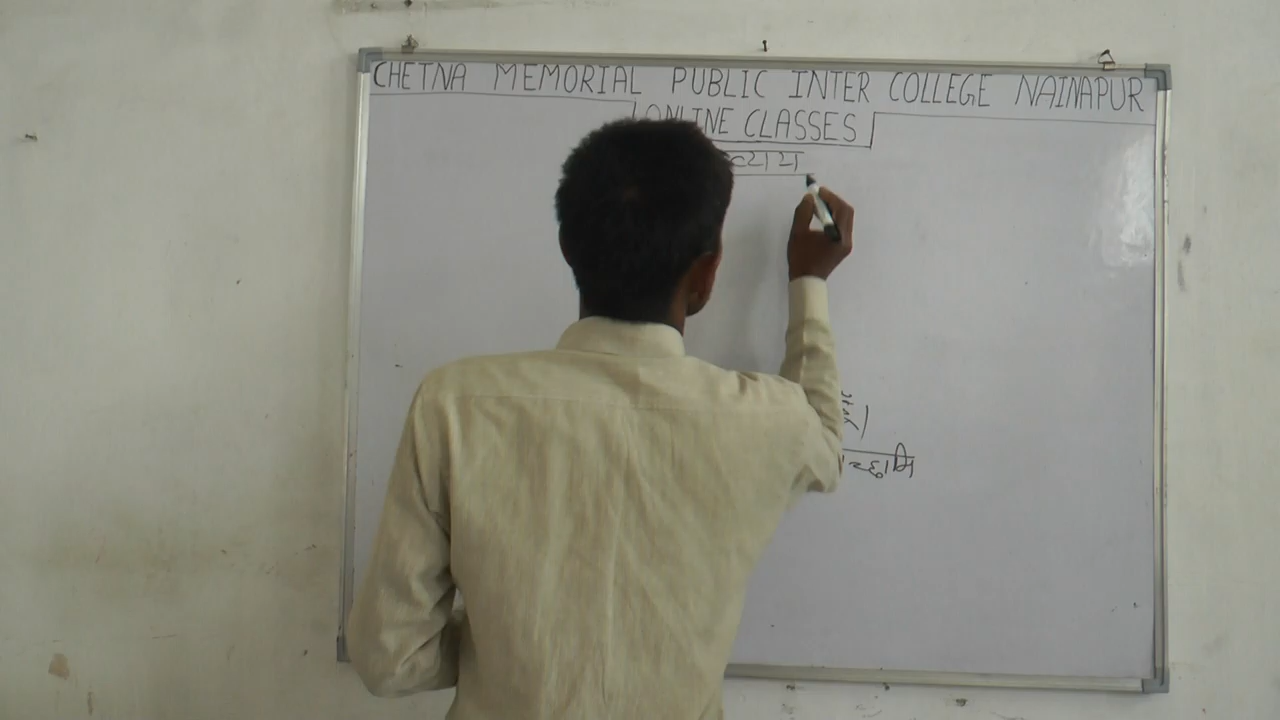 CHETNA MEMORIAL PUBLIC INTER COLLEGE NAINAPUR
ONLINE CLASSES